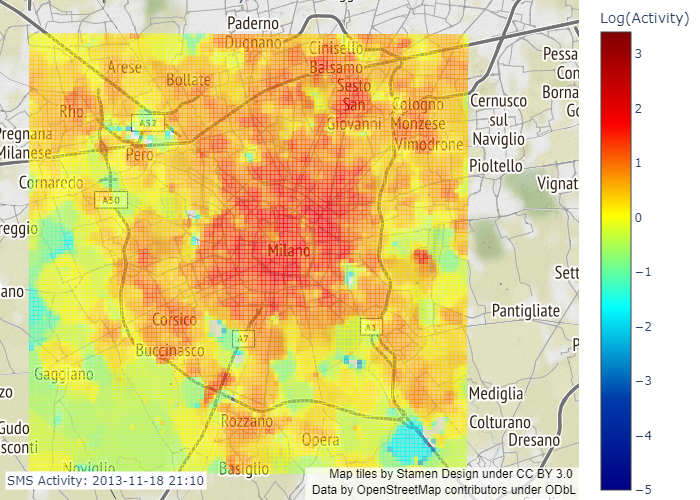 Paderno
Dugnano
Cinisello
Balsamo
Log(Activity)
Arese
Bollate
Sesto
San
Giovanni
Rho
A52
Pero
Cologno
Monzese
Vimodrone
Cernusco
sul
Naviglio
Pessa
Con
Borna
Go
Pregnana
Milanese
Cornaredo
A50
Pioltello
Vignat
reggio
Milano
Sett
ano
Corsico
Buccinasco
A7
A1
Pantigliate
P
Gaggiano
zo
Rozzano
Opera
Mediglia
Colturano
Dresano
Gudo
sconti
Noviglio
Basiglio
SMS Activity: 2013-11-18 21:10
Map tiles by Stamen Design under CC BY 3.0
Data by OpenStreetMap contributors under ODbL
3
2
1
0
−1
−2
−3
−4
−5